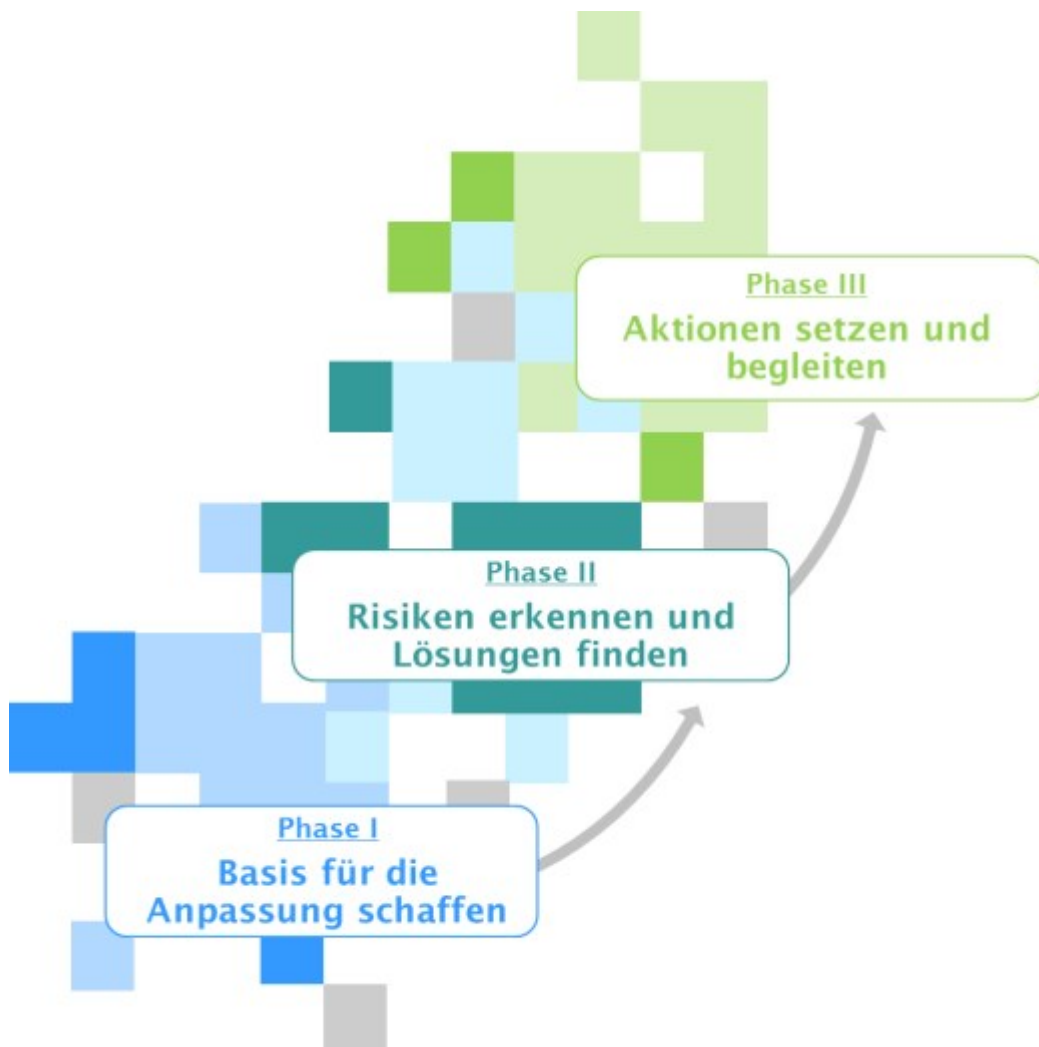 Phase III
Aktionen setzen und
begleiten
Phase II
Risiken erkennen und
Lösungen finden
Phase I
Basis für die
Anpassung schaffen